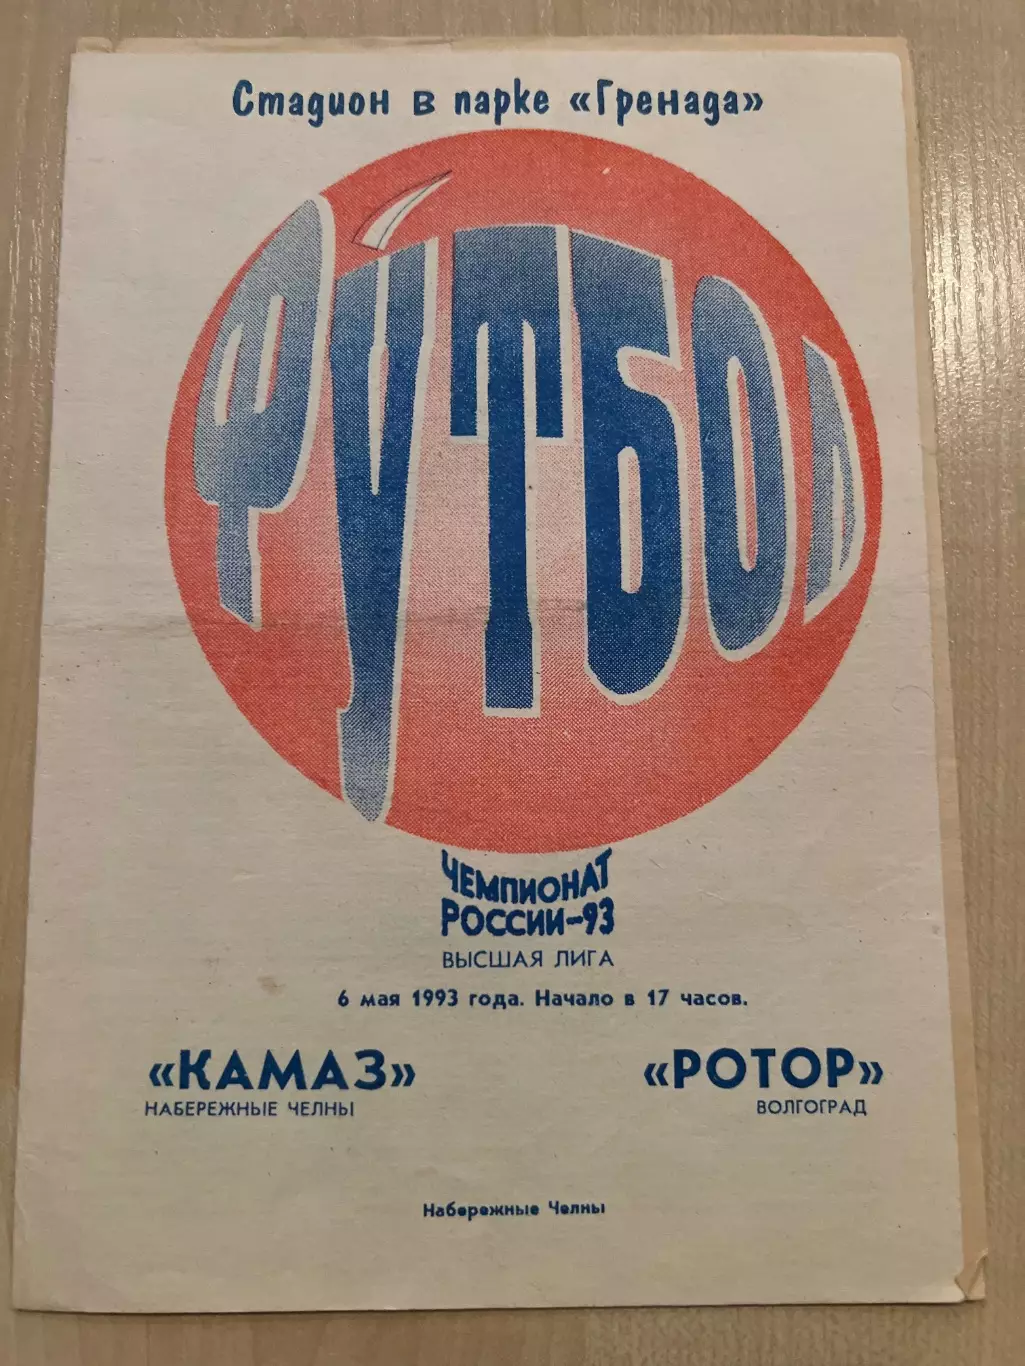 Стадион в парке «Гренада»
ФУТБОЛ
ЧЕМПИОНАТ
РОССИИ-93
ВЫСШАЯ ЛИГА
6 мая 1993 года. Начало в 17 часов.
«КАМАЗ» «РОТОР»
НАБЕРЕЖНЫЕ ЧЕЛНЫ ВОЛГОГРАД
Набережные Челны